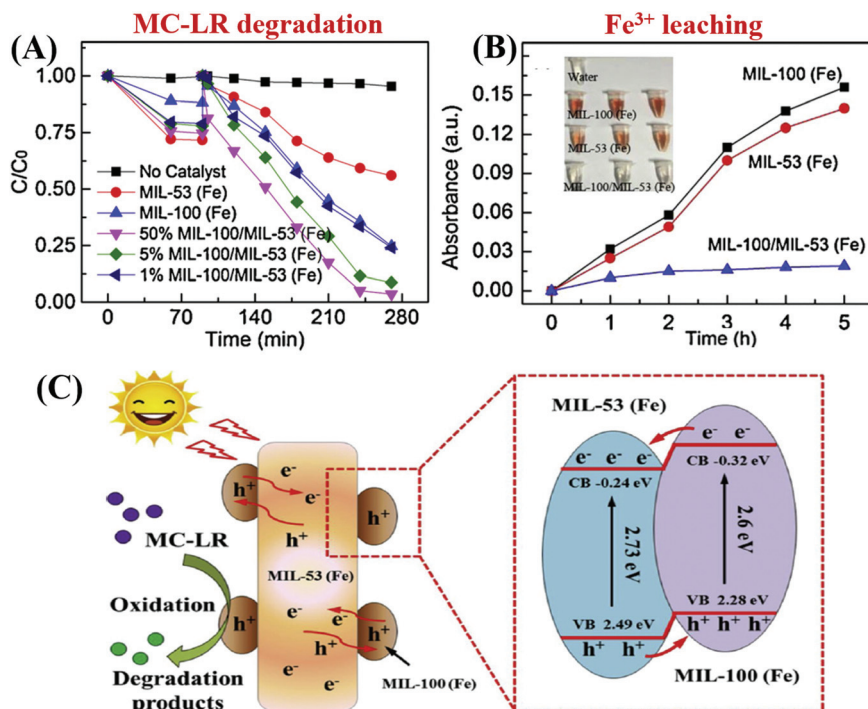 MC-LR degradation
Fe³⁺ leaching
(A)
C/C₀
1.00
0.75
0.50
0.25
0.00
No Catalyst
MIL-53 (Fe)
MIL-100 (Fe)
50% MIL-100/MIL-53 (Fe)
5% MIL-100/MIL-53 (Fe)
1% MIL-100/MIL-53 (Fe)
0 70 140 210 280
Time (min)
(B)
Absorbance (a.u.)
0.15
0.12
0.09
0.06
0.03
0.00
Water
MIL-100 (Fe)
MIL-53 (Fe)
MIL-100/MIL-53 (Fe)
MIL-100 (Fe)
MIL-53 (Fe)
MIL-100/MIL-53 (Fe)
0 1 2 3 4 5
Time (h)
(C)
MC-LR
Oxidation
Degradation
products
h⁺
e⁻
e⁻
h⁺
h⁺
MIL-53 (Fe)
h⁺
e⁻
e⁻
h⁺
h⁺
e⁻
e⁻
MIL-100 (Fe)
MIL-53 (Fe)
e⁻ e⁻
e⁻ e⁻ e⁻
CB -0.32 eV
CB -0.24 eV
2.73 eV
2.6 eV
VB 2.28 eV
VB 2.49 eV
h⁺ h⁺ h⁺
h⁺ h⁺
MIL-100 (Fe)